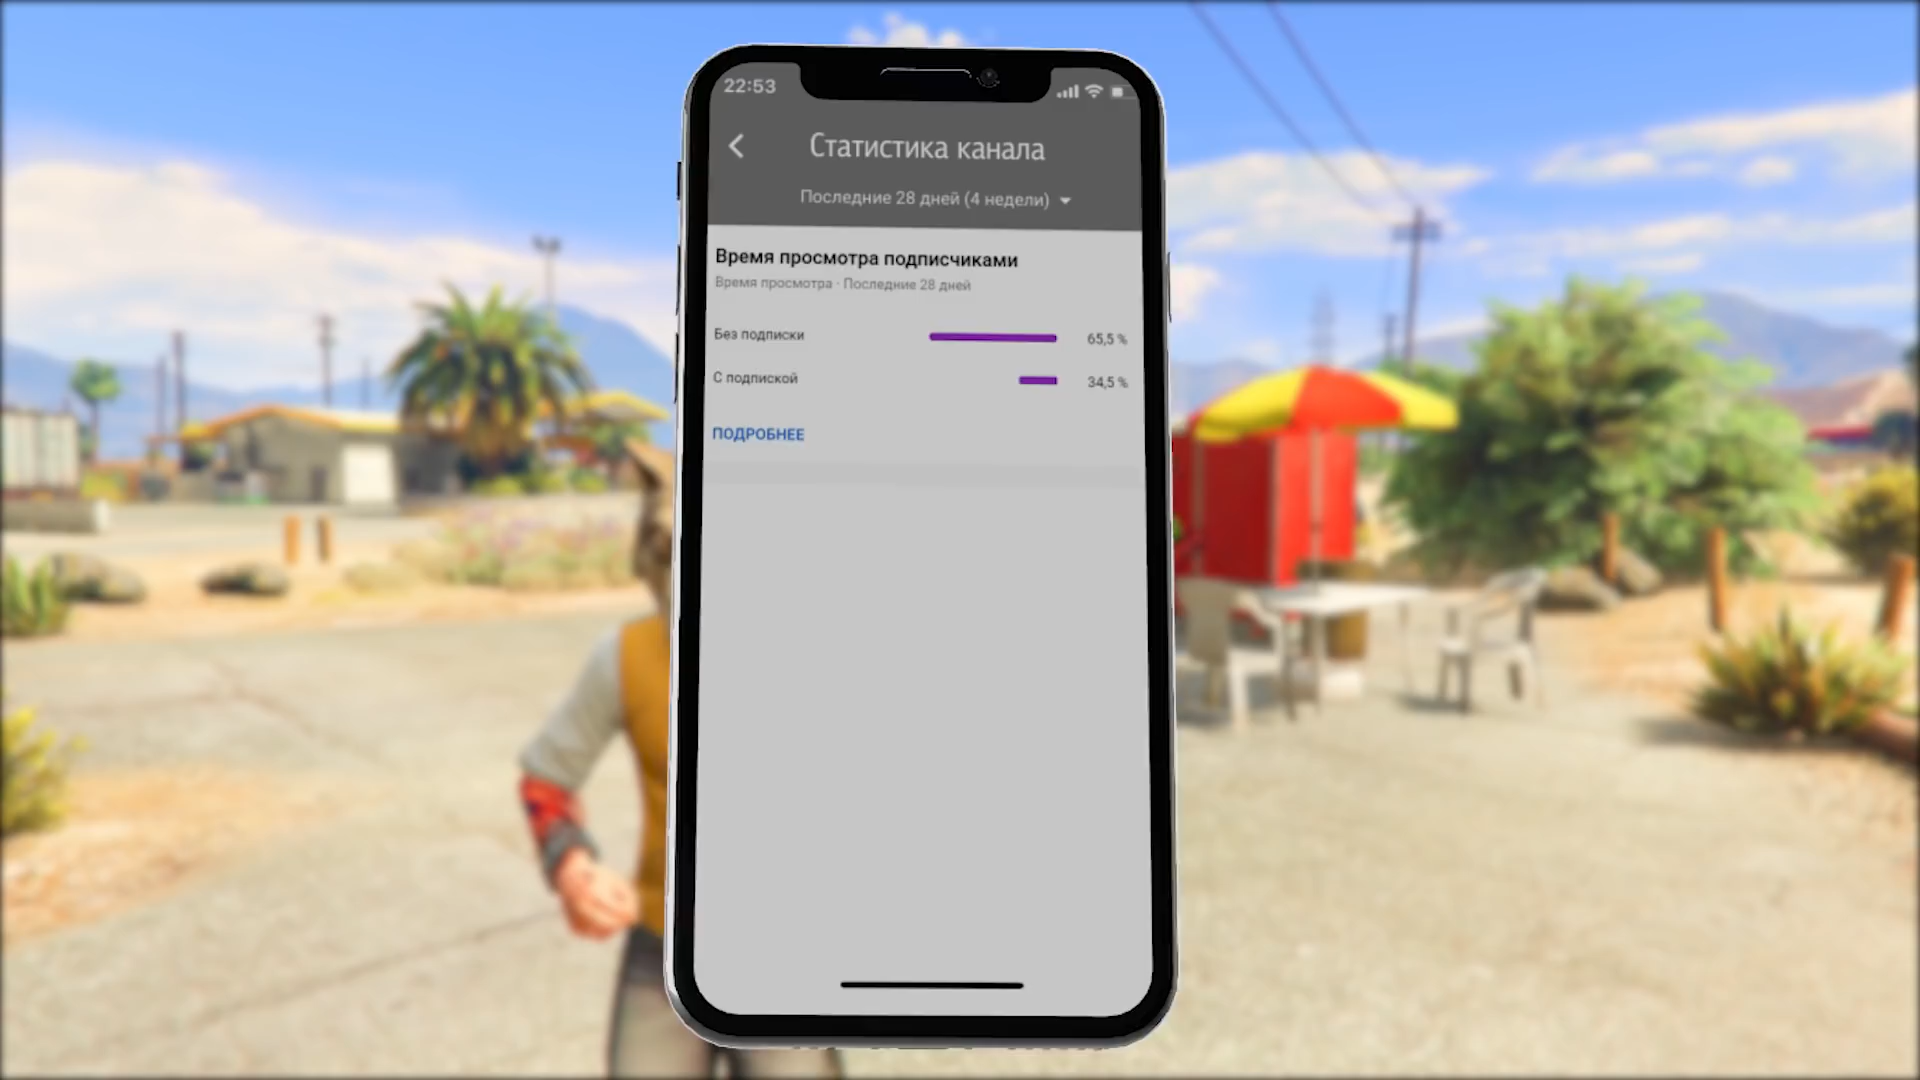 22:53
Статистика канала
Последние 28 дней (4 недели)
Время просмотра подписчиками
Время просмотра · Последние 28 дней
Без подписки 65,5 %
С подпиской 34,5 %
ПОДРОБНЕЕ